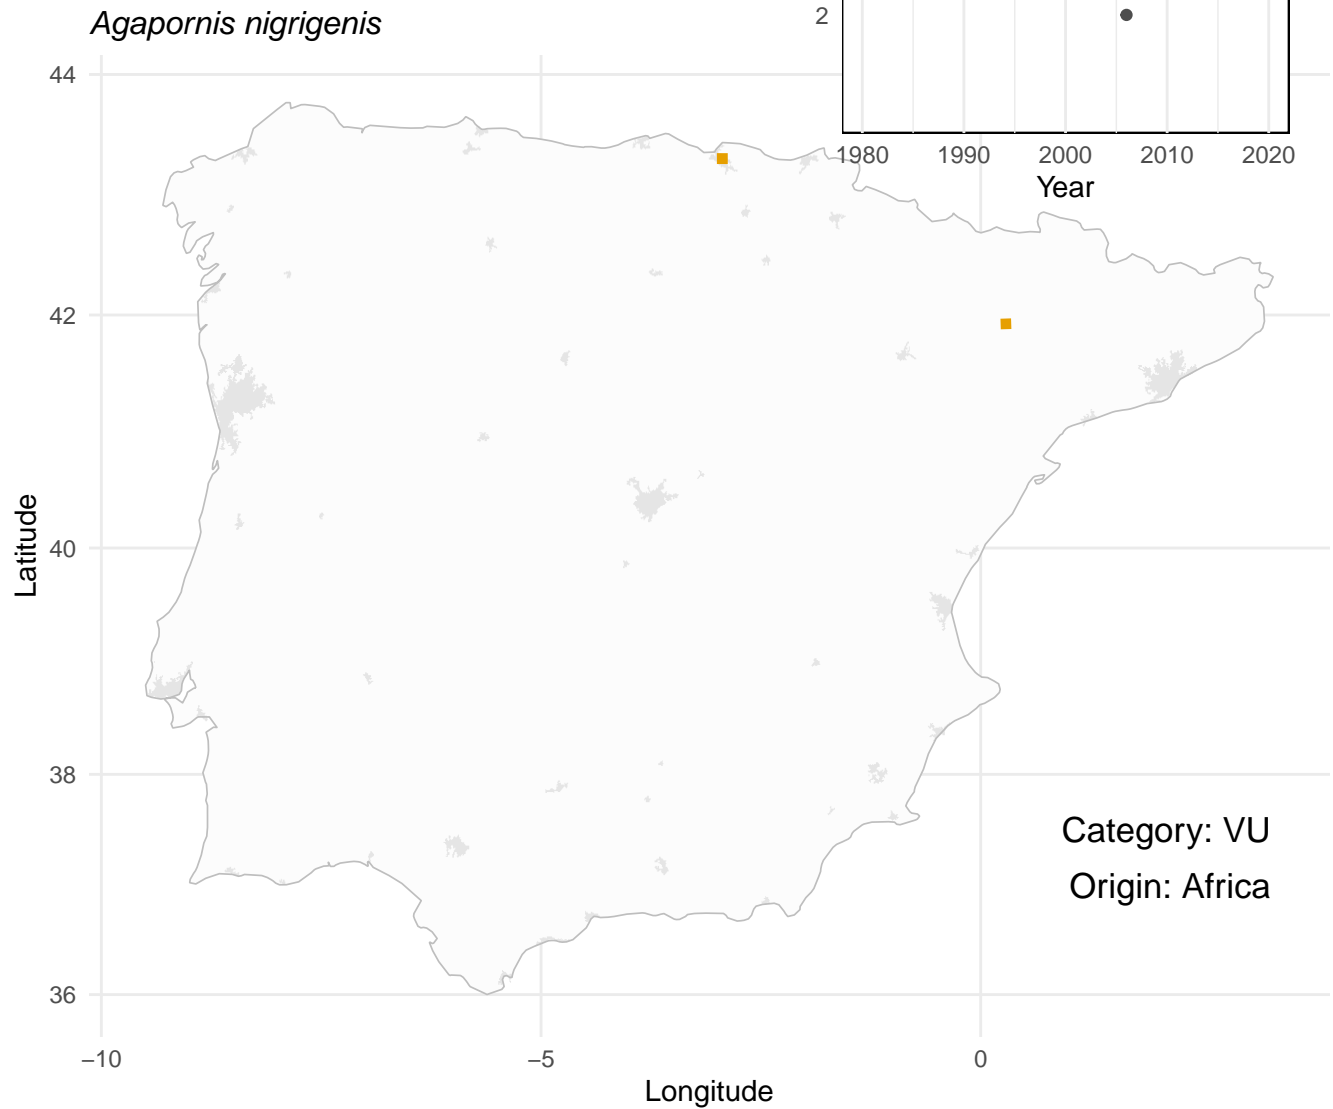 Agapornis nigrigenis
2
1980 1990 2000 2010 2020
Year
44
42
40
38
36
Latitude
Category: VU
Origin: Africa
−10 −5 0
Longitude